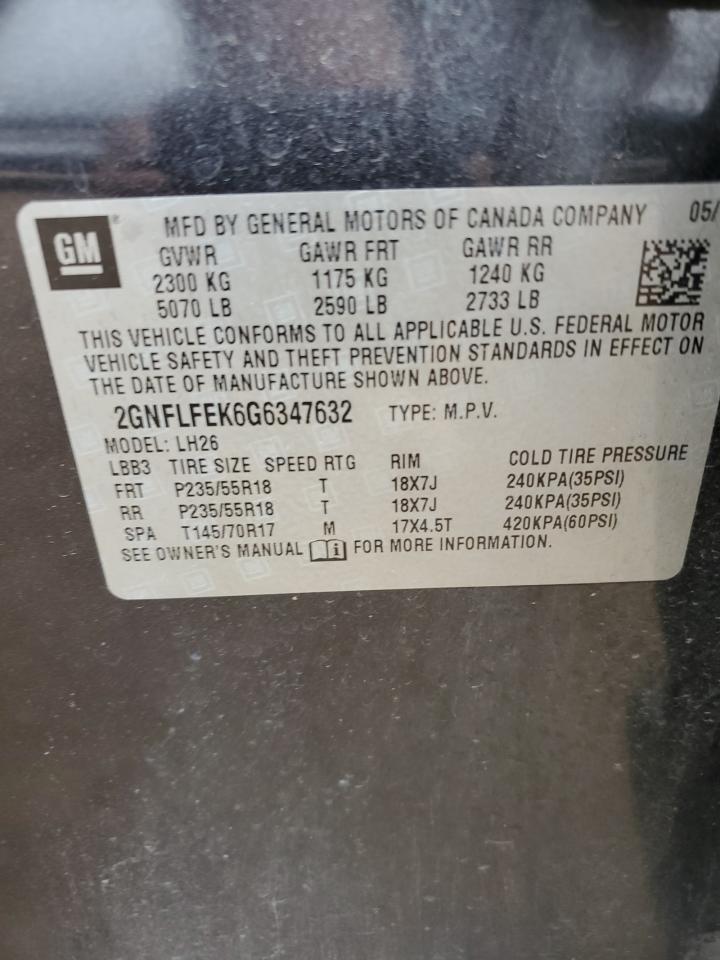 GM ® MFD BY GENERAL MOTORS OF CANADA COMPANY 05/
GVWR GAWR FRT GAWR RR
2300 KG 1175 KG 1240 KG
5070 LB 2590 LB 2733 LB
THIS VEHICLE CONFORMS TO ALL APPLICABLE U.S. FEDERAL MOTOR
VEHICLE SAFETY AND THEFT PREVENTION STANDARDS IN EFFECT ON
THE DATE OF MANUFACTURE SHOWN ABOVE.
2GNFLFEK6G6347632 TYPE: M.P.V.
MODEL: LH26
LBB3 TIRE SIZE SPEED RTG RIM COLD TIRE PRESSURE
FRT P235/55R18 T 18X7J 240KPA(35PSI)
RR P235/55R18 T 18X7J 240KPA(35PSI)
SPA T145/70R17 M 17X4.5T 420KPA(60PSI)
SEE OWNER'S MANUAL i FOR MORE INFORMATION.